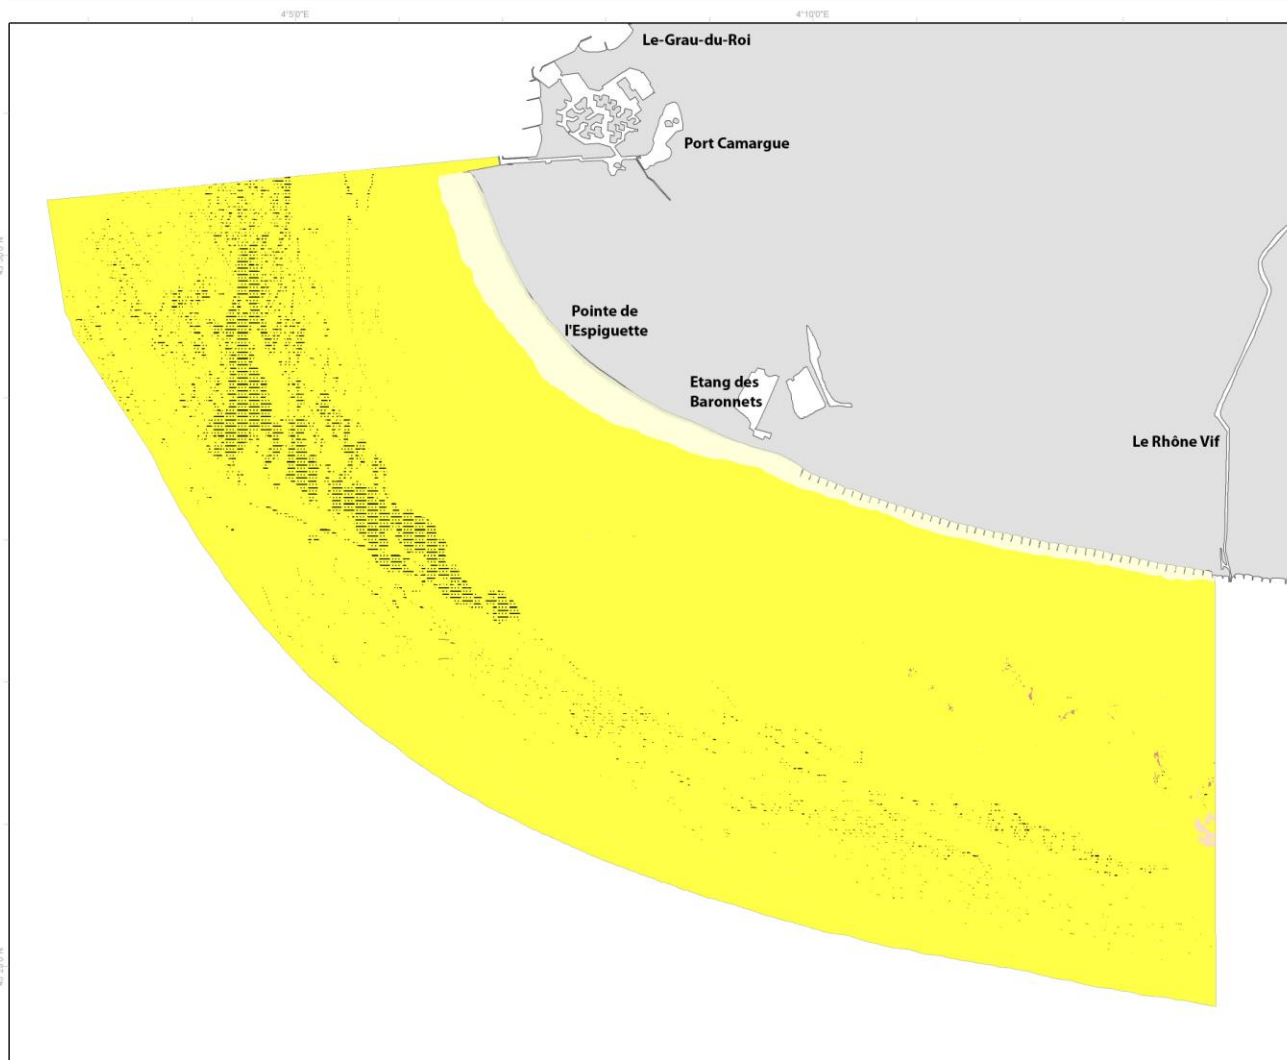 4°5'0"E
4°10'0"E
Le-Grau-du-Roi
Port Camargue
Pointe de
l'Espiguette
Etang des
Baronnets
Le Rhône Vif